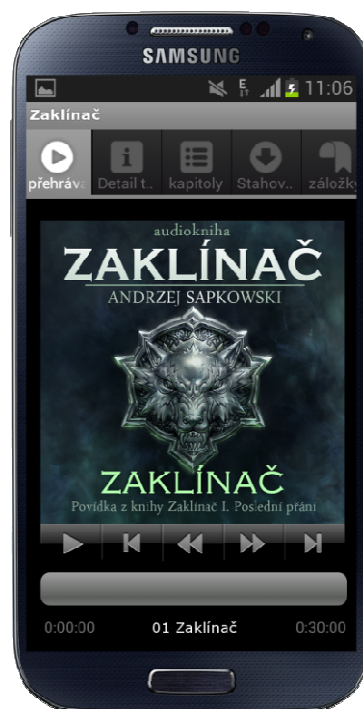 SAMSUNG
11:06
Zaklínač
přehráva
Detail t..
kapitoly
Stahov..
záložky
audiokniha
ZAKLÍNAČ
ANDRZEJ SAPKOWSKI
ZAKLÍNAČ
Povídka z knihy Zaklínač I. Poslední přání
0:00:00
01 Zaklínač
0:30:00